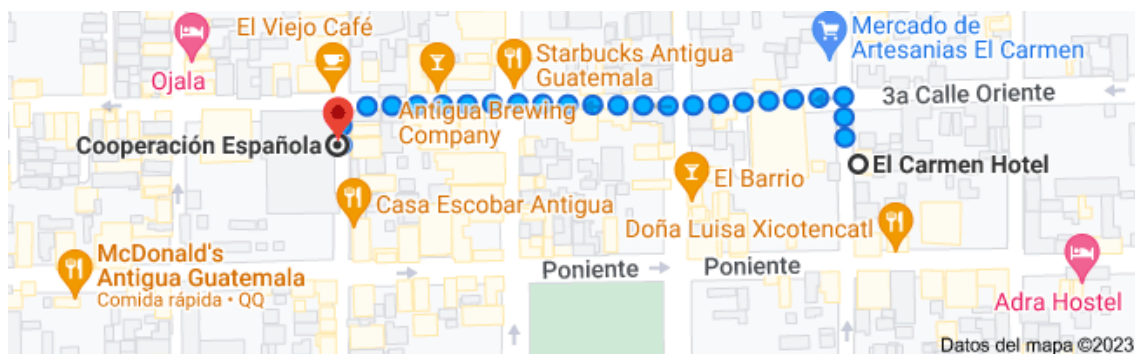 El Viejo Café
Ojala
Starbucks Antigua
Guatemala
Mercado de
Artesanias El Carmen
3a Calle Oriente
Antigua Brewing
Company
Cooperación Española
El Carmen Hotel
El Barrio
Casa Escobar Antigua
Doña Luisa Xicotencatl
McDonald's
Antigua Guatemala
Comida rápida • QQ
Poniente
Poniente
Adra Hostel
Datos del mapa ©2023